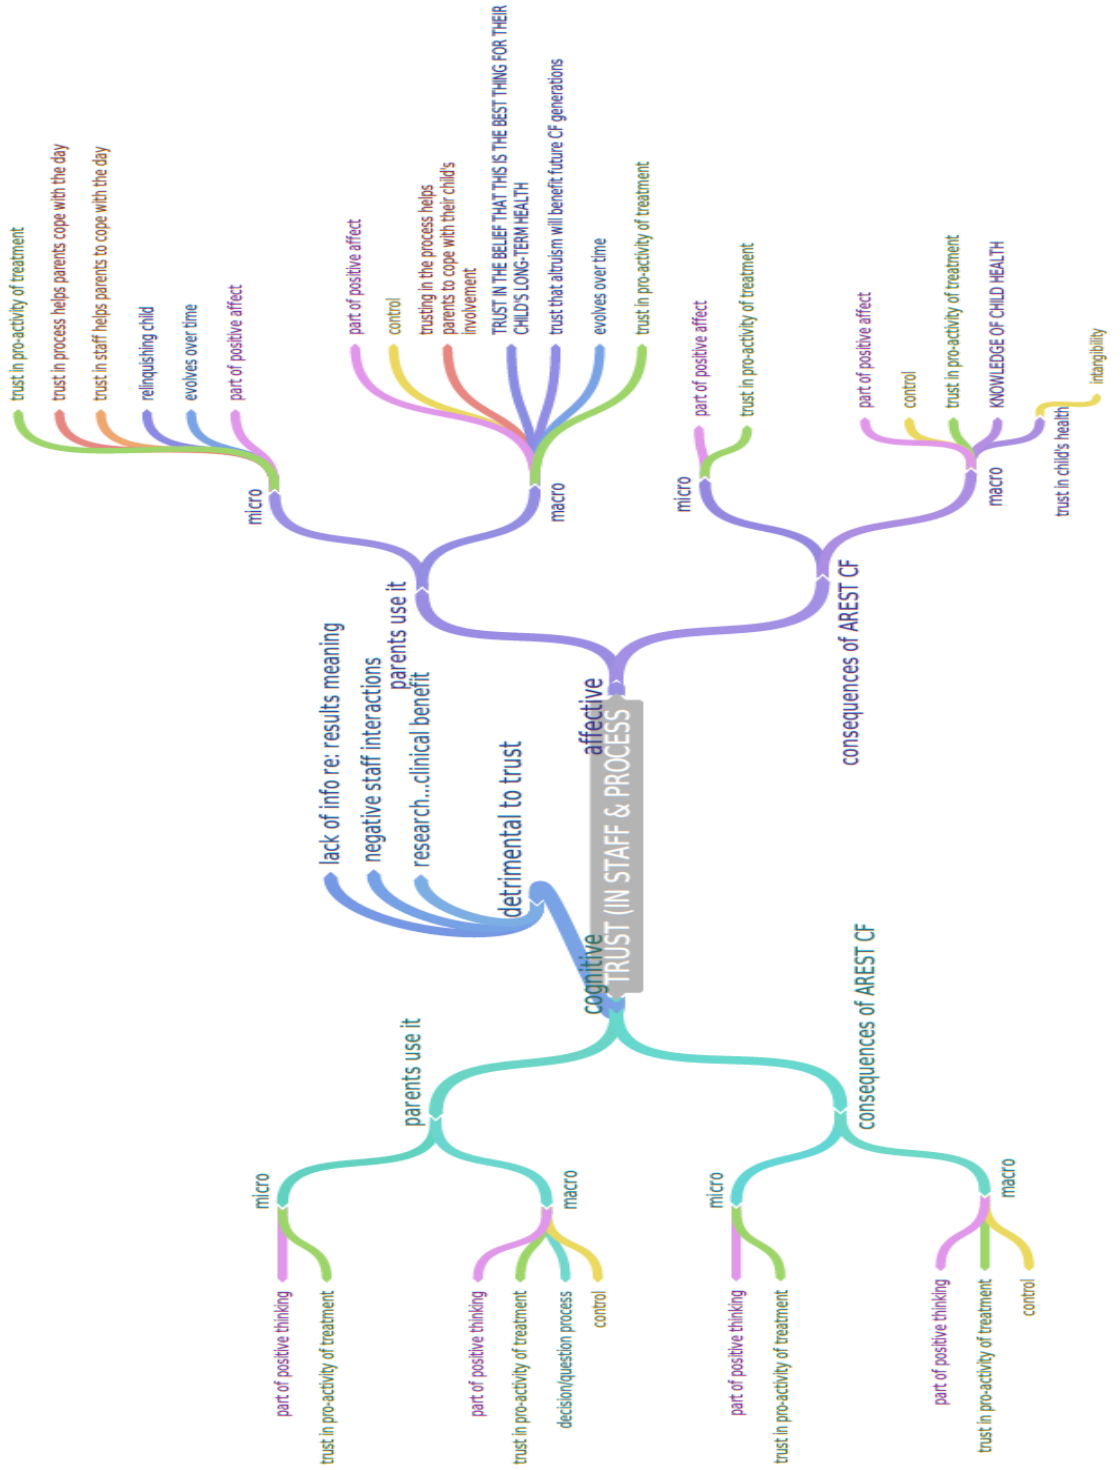 TRUST (IN STAFF & PROCESS
affective
parents use it
micro
trust in pro-activity of treatment
trust in process helps parents cope with the day
trust in staff helps parents to cope with the day
relinquishing child
evolves over time
part of positive affect
macro
part of positive affect
control
trusting in the process helps
parents to cope with their child's
involvement
TRUST IN THE BELIEF THAT THIS IS THE BEST THING FOR THEIR
CHILD'S LONG-TERM HEALTH
trust that altruism will benefit future CF generations
evolves over time
trust in pro-activity of treatment
consequences of AREST CF
micro
part of positive affect
trust in pro-activity of treatment
macro
part of positive affect
control
trust in pro-activity of treatment
KNOWLEDGE OF CHILD HEALTH
trust in child's health
intangibility
detrimental to trust
lack of info re: results meaning
negative staff interactions
research...clinical benefit
cognitive
parents use it
micro
part of positive thinking
trust in pro-activity of treatment
macro
part of positive thinking
trust in pro-activity of treatment
decision/question process
control
consequences of AREST CF
micro
part of positive thinking
trust in pro-activity of treatment
macro
part of positive thinking
trust in pro-activity of treatment
control